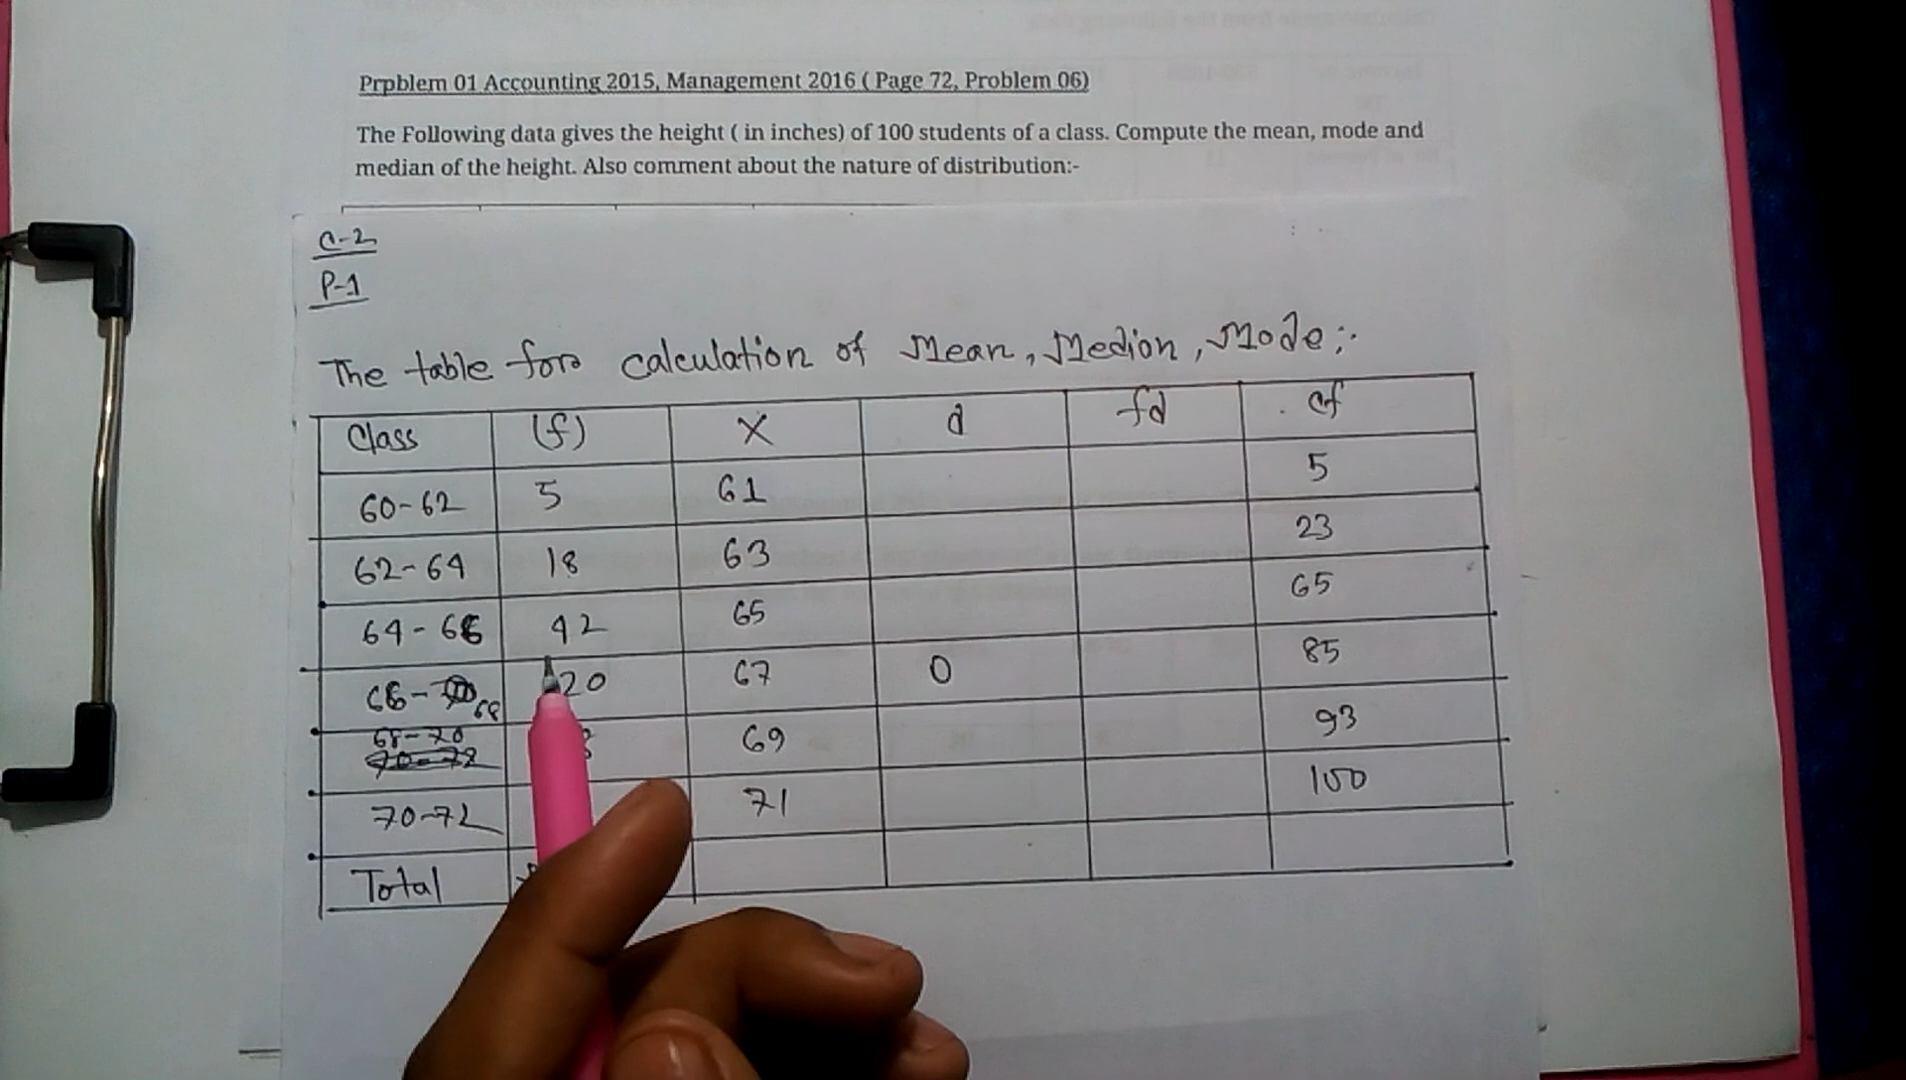 Prpblem 01 Accounting 2015, Management 2016 ( Page 72, Problem 06)
The Following data gives the height ( in inches) of 100 students of a class. Compute the mean, mode and
median of the height. Also comment about the nature of distribution:-
C-2
P-1
The table for calculation of Mean, Median, Mode:-
Class (f) X d fd cf
60-62 5 61 5
62-64 18 63 23
64-66 42 65 65
66-68 20 67 0 85
68-70 69 93
70-72 71 100
Total